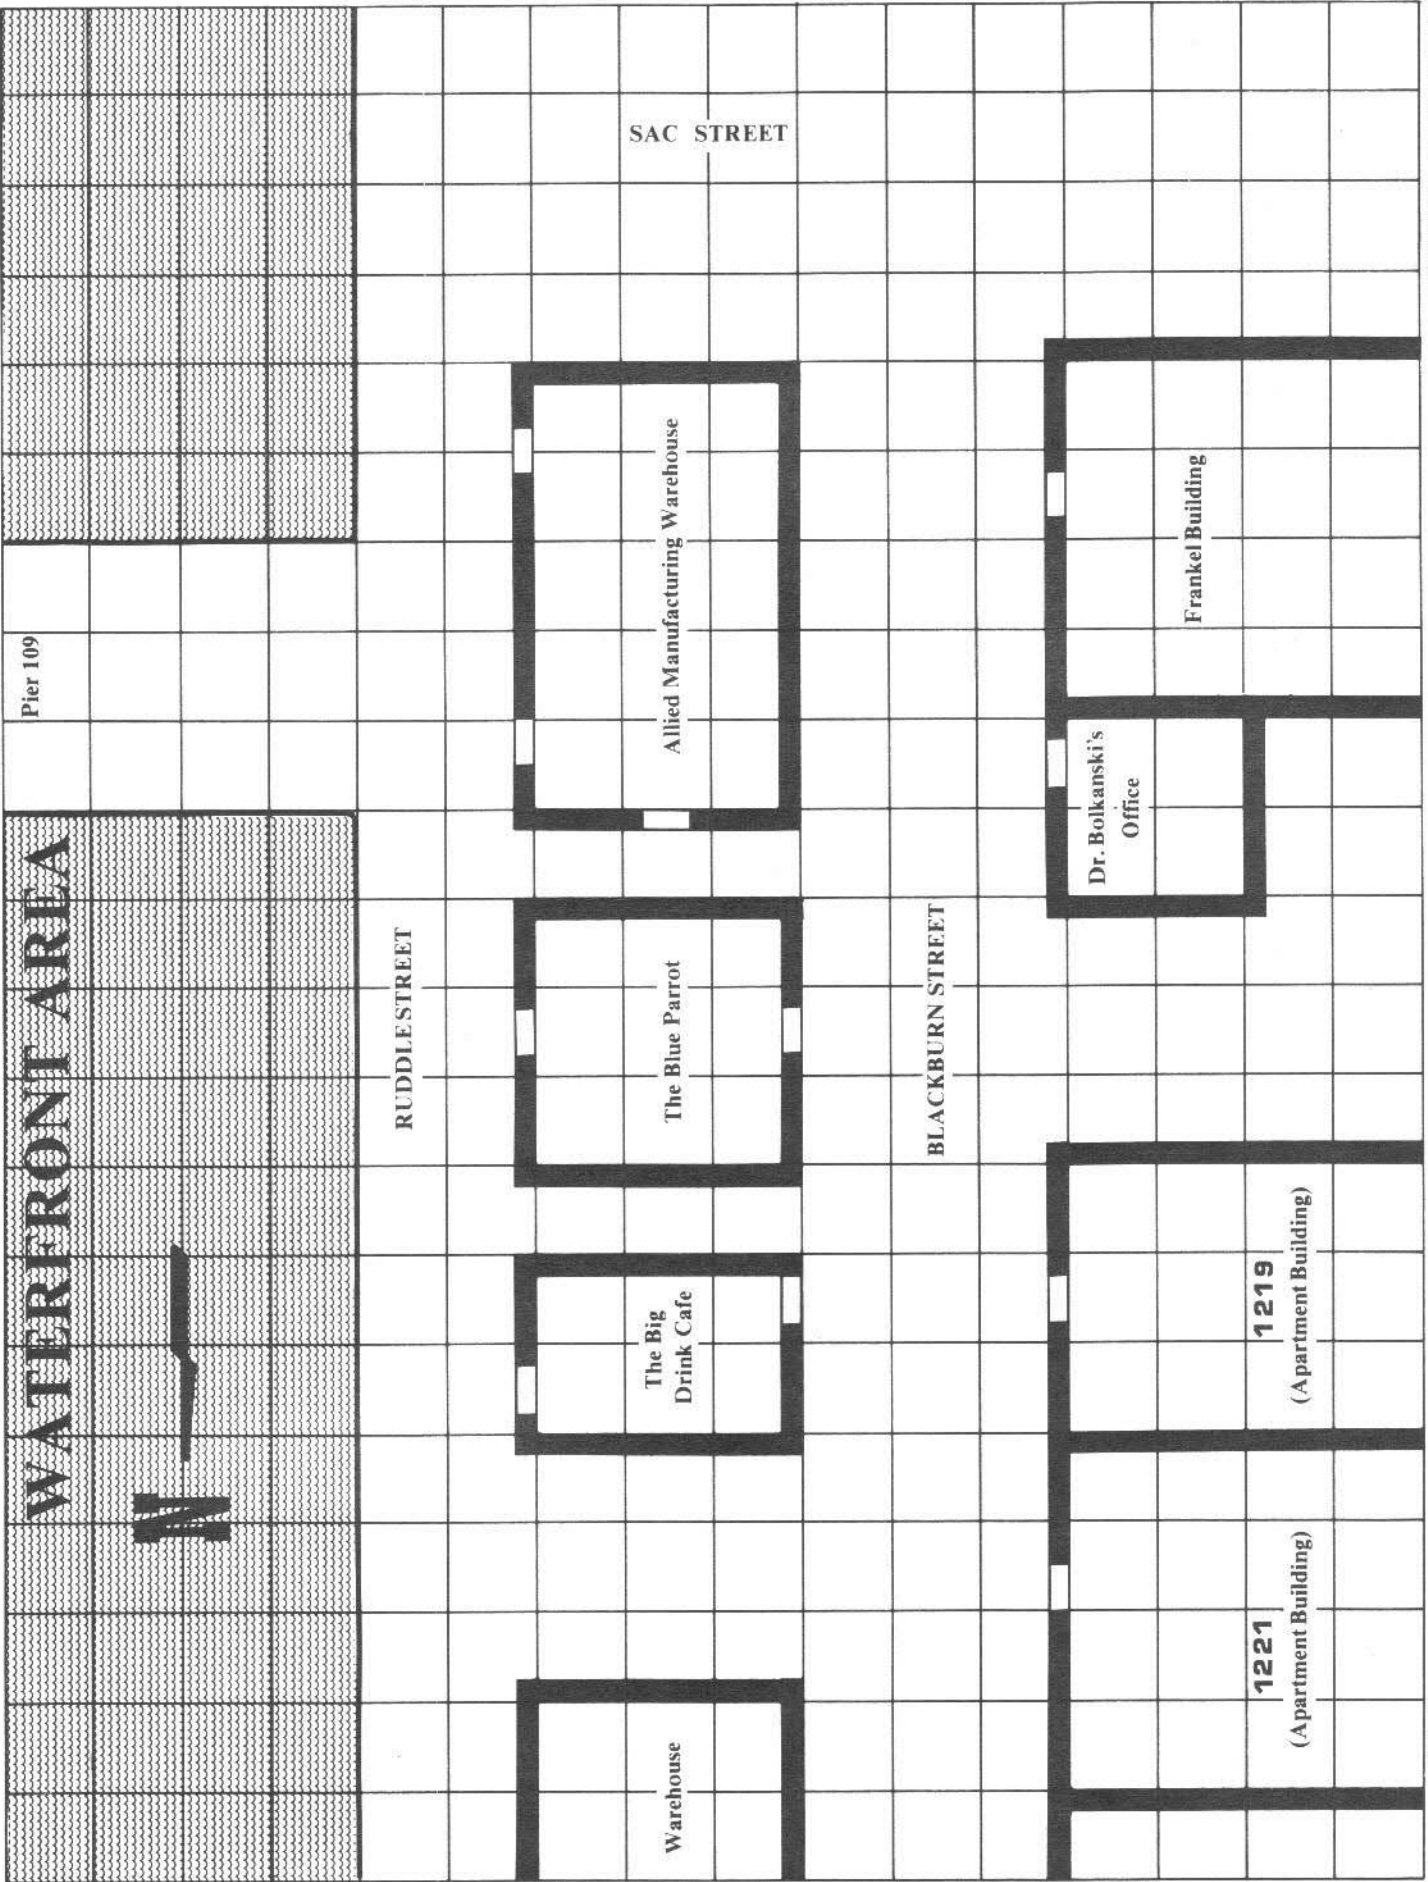 WATERFRONT AREA
N
Pier 109
SAC STREET
RUDDLE STREET
Warehouse
The Big
Drink Cafe
The Blue Parrot
Allied Manufacturing Warehouse
BLACKBURN STREET
1221
(Apartment Building)
1219
(Apartment Building)
Dr. Bolkanski's
Office
Frankel Building